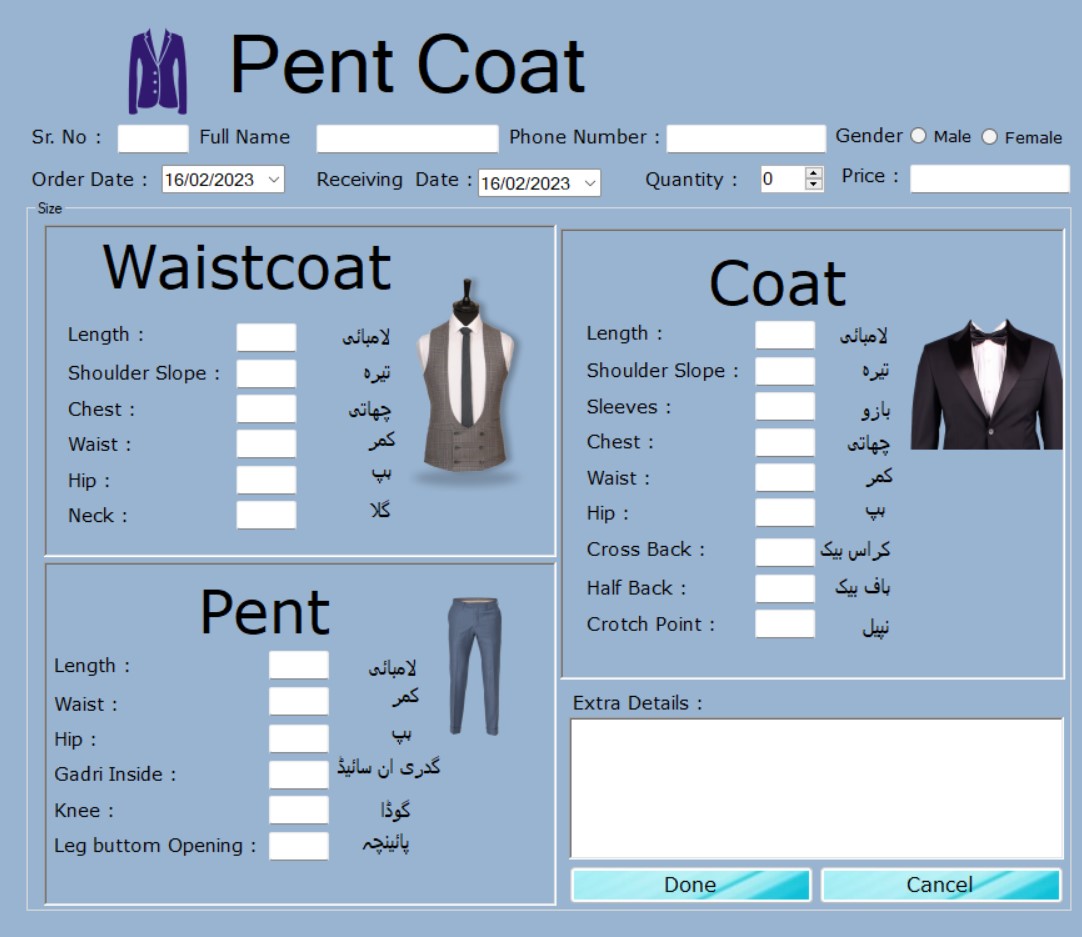 Pent Coat
Sr. No : Full Name Phone Number : Gender Male Female
Order Date : 16/02/2023 Receiving Date : 16/02/2023 Quantity : 0 Price :
Size
Waistcoat
Length : لامبائی
Shoulder Slope : تیرہ
Chest : چھاتی
Waist : کمر
Hip : ہپ
Neck : گلا
Coat
Length : لامبائی
Shoulder Slope : تیرہ
Sleeves : بازو
Chest : چھاتی
Waist : کمر
Hip : ہپ
Cross Back : کراس بیک
Half Back : ہاف بیک
Crotch Point : نپیل
Pent
Length : لامبائی
Waist : کمر
Hip : ہپ
Gadri Inside : گدری ان سائیڈ
Knee : گوڈا
Leg buttom Opening : پائینچہ
Extra Details :
Done Cancel